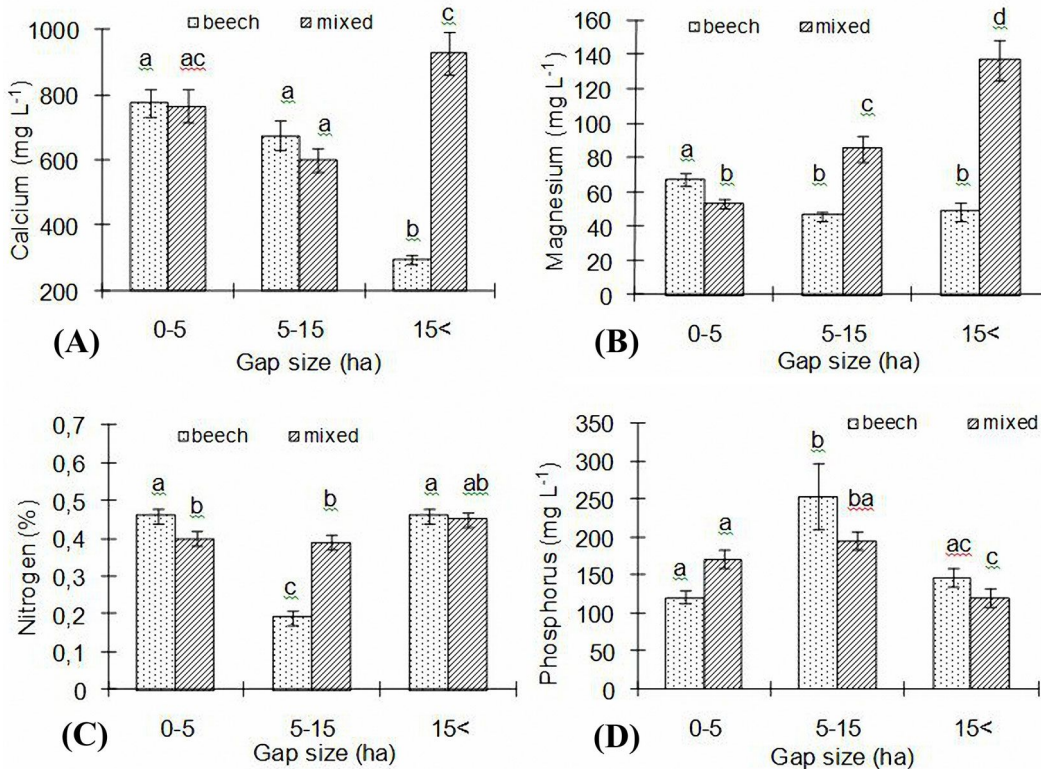 1000
800
600
400
200
Calcium (mg L-1)
beech mixed
a ac a a b c
0-5 5-15 15<
Gap size (ha)
(A)
160
140
120
100
80
60
40
20
0
Magnesium (mg L-1)
beech mixed
a b b c b d
0-5 5-15 15<
Gap size (ha)
(B)
0,7
0,6
0,5
0,4
0,3
0,2
0,1
0
Nitrogen (%)
beech mixed
a b c b a ab
0-5 5-15 15<
Gap size (ha)
(C)
350
300
250
200
150
100
50
0
Phosphorus (mg L-1)
beech mixed
a a b ba ac c
0-5 5-15 15<
Gap size (ha)
(D)